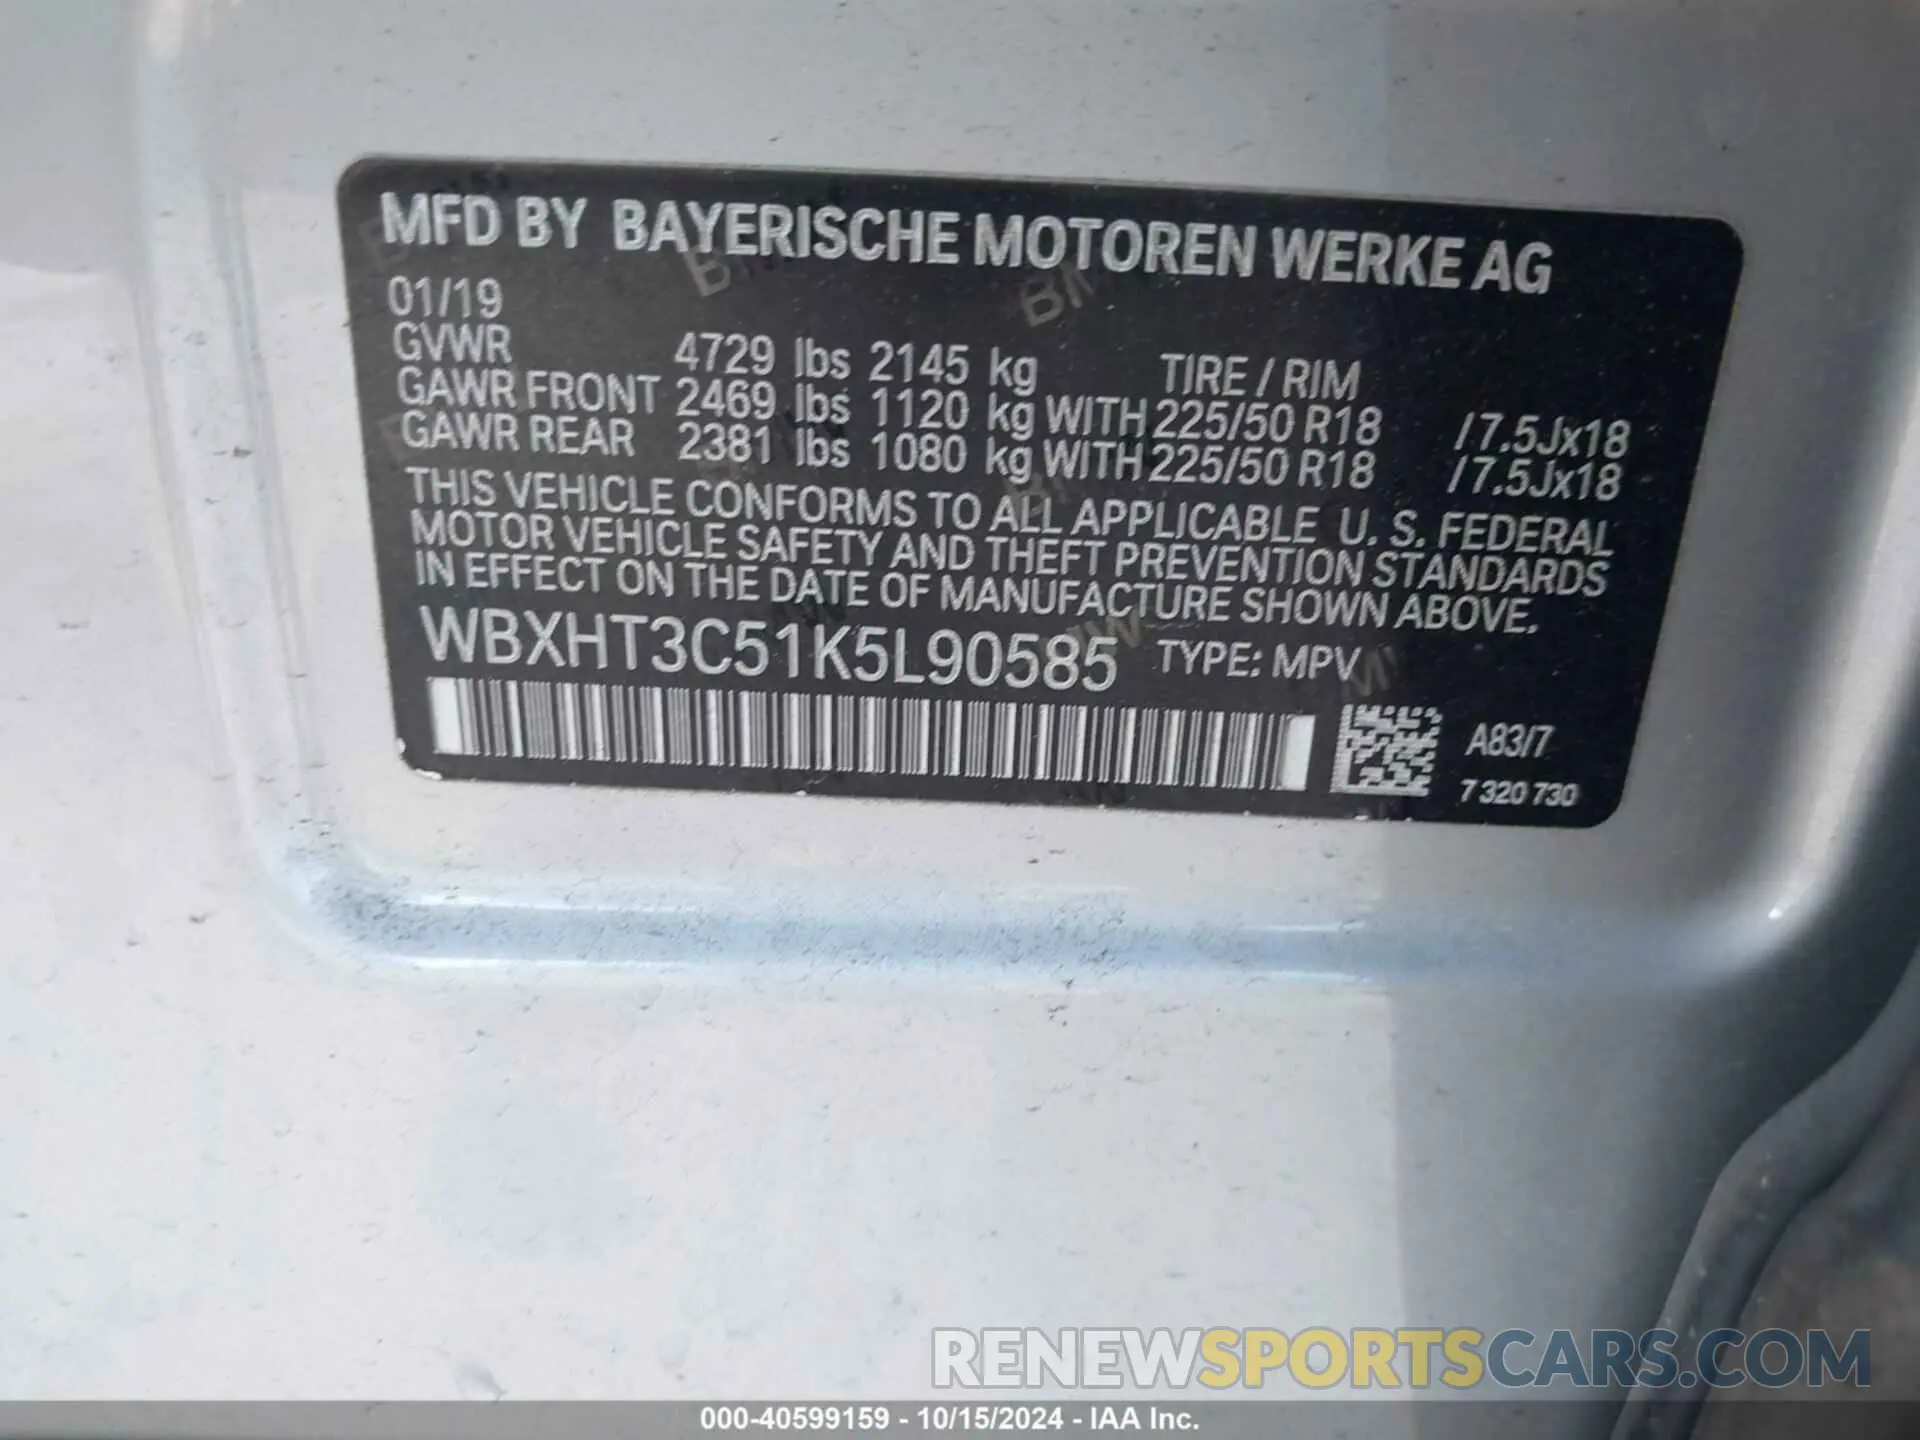 MFD BY BAYERISCHE MOTOREN WERKE AG
01/19
GVWR 4729 lbs 2145 kg TIRE / RIM
GAWR FRONT 2469 lbs 1120 kg WITH 225/50 R18 / 7.5Jx18
GAWR REAR 2381 lbs 1080 kg WITH 225/50 R18 / 7.5Jx18
THIS VEHICLE CONFORMS TO ALL APPLICABLE U. S. FEDERAL
MOTOR VEHICLE SAFETY AND THEFT PREVENTION STANDARDS
IN EFFECT ON THE DATE OF MANUFACTURE SHOWN ABOVE.
WBXHT3C51K5L90585 TYPE: MPV
A83/7
7 320 730
RENEWSPORTSCARS.COM
000-40599159 - 10/15/2024 - IAA Inc.